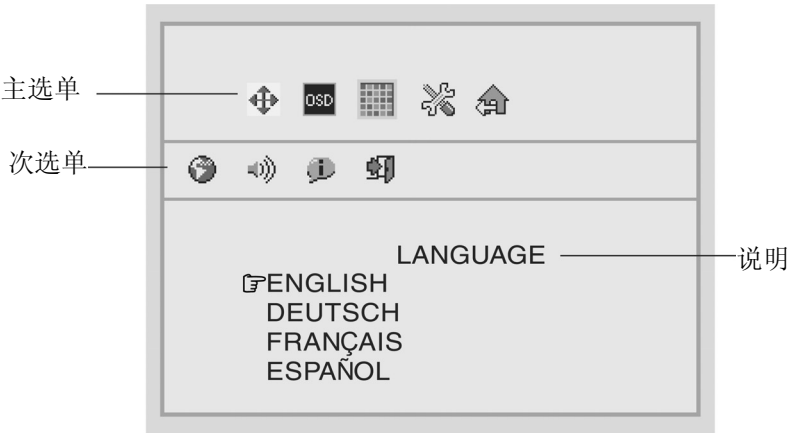 主选单
OSD
次选单
LANGUAGE
说明
☞ENGLISH
DEUTSCH
FRANÇAIS
ESPAÑOL